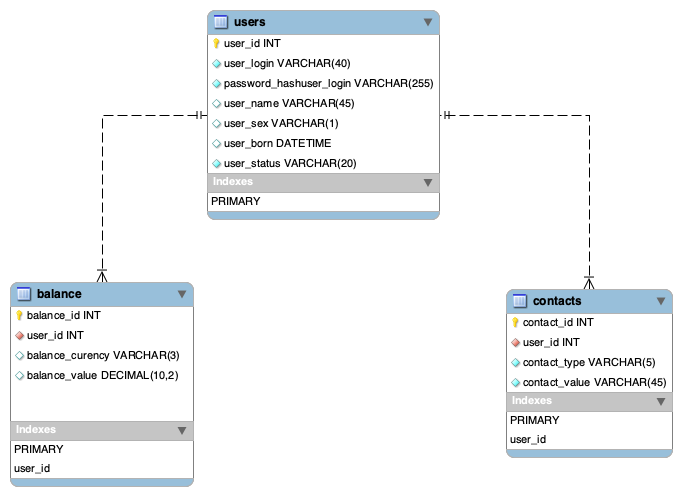 users
user_id INT
user_login VARCHAR(40)
password_hashuser_login VARCHAR(255)
user_name VARCHAR(45)
user_sex VARCHAR(1)
user_born DATETIME
user_status VARCHAR(20)
Indexes
PRIMARY
balance
balance_id INT
user_id INT
balance_curency VARCHAR(3)
balance_value DECIMAL(10,2)
Indexes
PRIMARY
user_id
contacts
contact_id INT
user_id INT
contact_type VARCHAR(5)
contact_value VARCHAR(45)
Indexes
PRIMARY
user_id